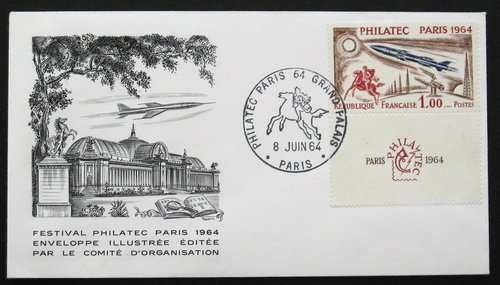 PHILATEC PARIS 1964
REPUBLIQUE FRANÇAISE 1.00 POSTES
PHILATEC PARIS 64 GRAND PALAIS
8 JUIN 64
PARIS
PHILATEC
PARIS 1964
FESTIVAL PHILATEC PARIS 1964
ENVELOPPE ILLUSTRÉE ÉDITÉE
PAR LE COMITÉ D'ORGANISATION